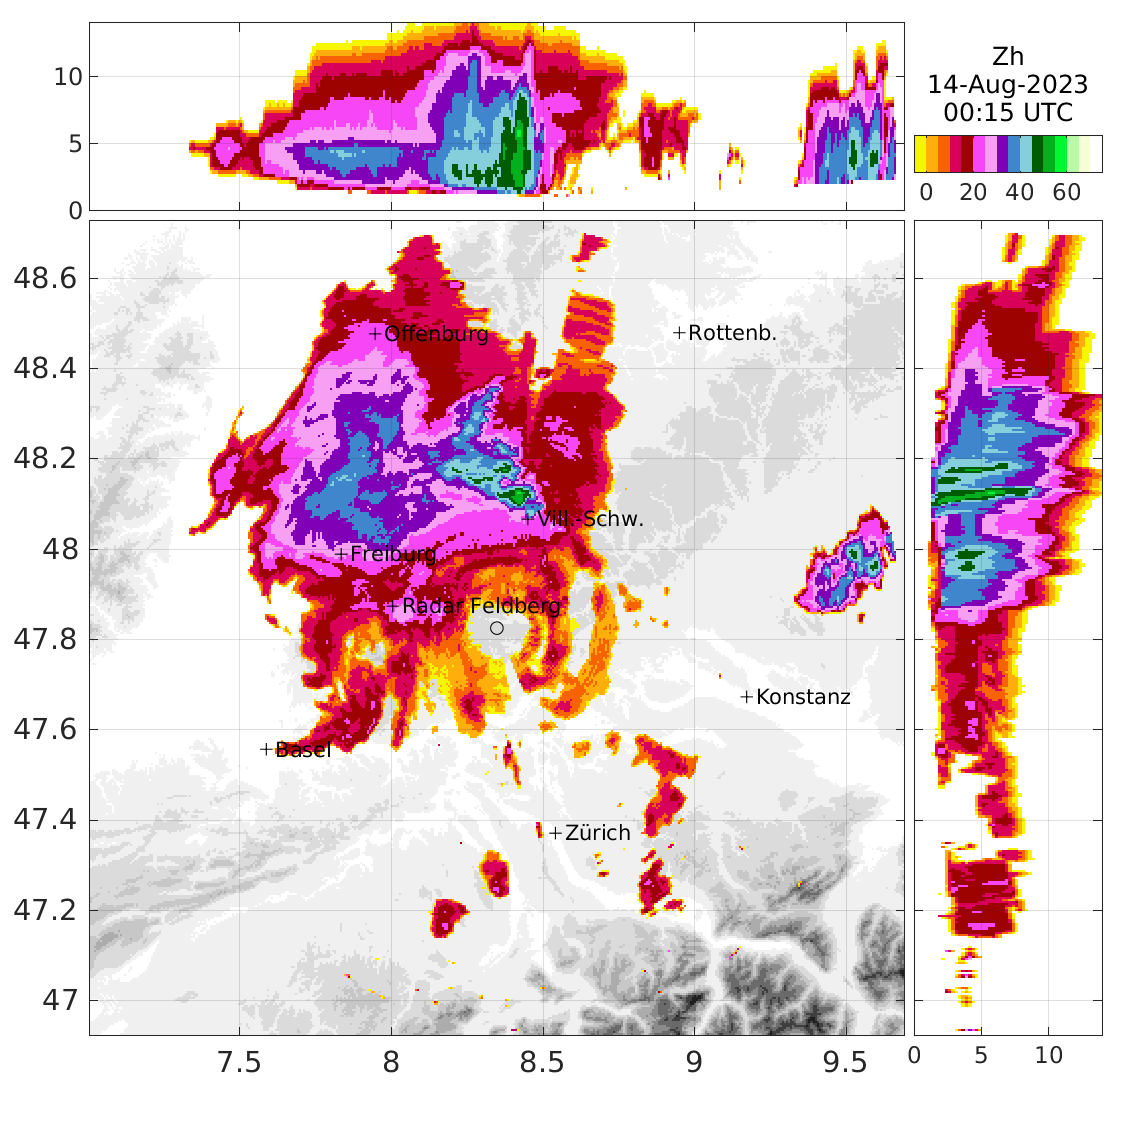 10
5
0
Zh
14-Aug-2023
00:15 UTC
0 20 40 60
48.6
48.4
48.2
48
47.8
47.6
47.4
47.2
47
+Offenburg
+Rottenb.
+Vill.-Schw.
+Freiburg
+Radar Feldberg
+Konstanz
+Basel
+Zürich
7.5 8 8.5 9 9.5
0 5 10